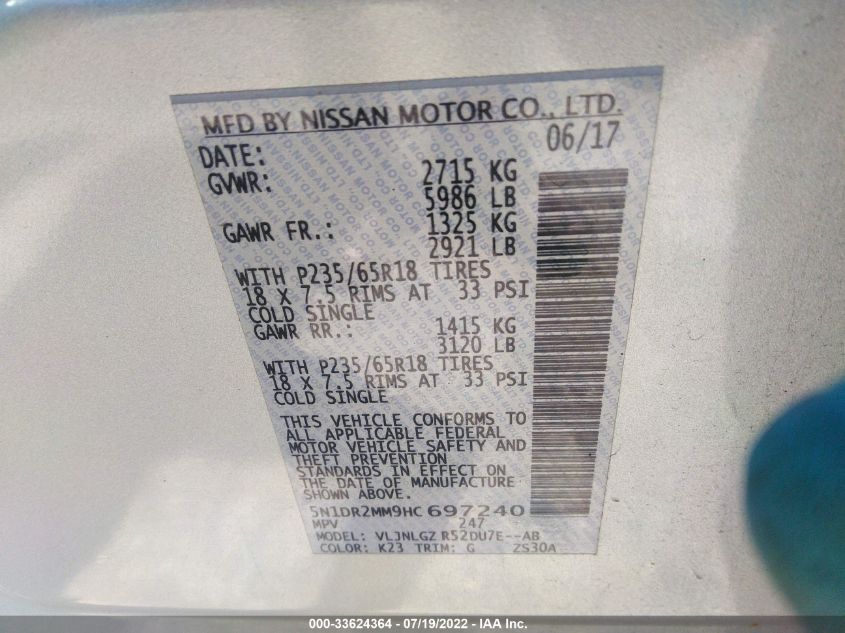 MFD BY NISSAN MOTOR CO., LTD.
DATE: 06/17
GVWR: 2715 KG
5986 LB
GAWR FR.: 1325 KG
2921 LB
WITH P235/65R18 TIRES
18 X 7.5 RIMS AT 33 PSI
COLD SINGLE
GAWR RR.: 1415 KG
3120 LB
WITH P235/65R18 TIRES
18 X 7.5 RIMS AT 33 PSI
COLD SINGLE
THIS VEHICLE CONFORMS TO
ALL APPLICABLE FEDERAL
MOTOR VEHICLE SAFETY AND
THEFT PREVENTION
STANDARDS IN EFFECT ON
THE DATE OF MANUFACTURE
SHOWN ABOVE.
5N1DR2MM9HC697240
MPV 247
MODEL: VLJNLGZ R52DU7E--AB
COLOR: K23 TRIM: G ZS30A
000-33624364 - 07/19/2022 - IAA Inc.